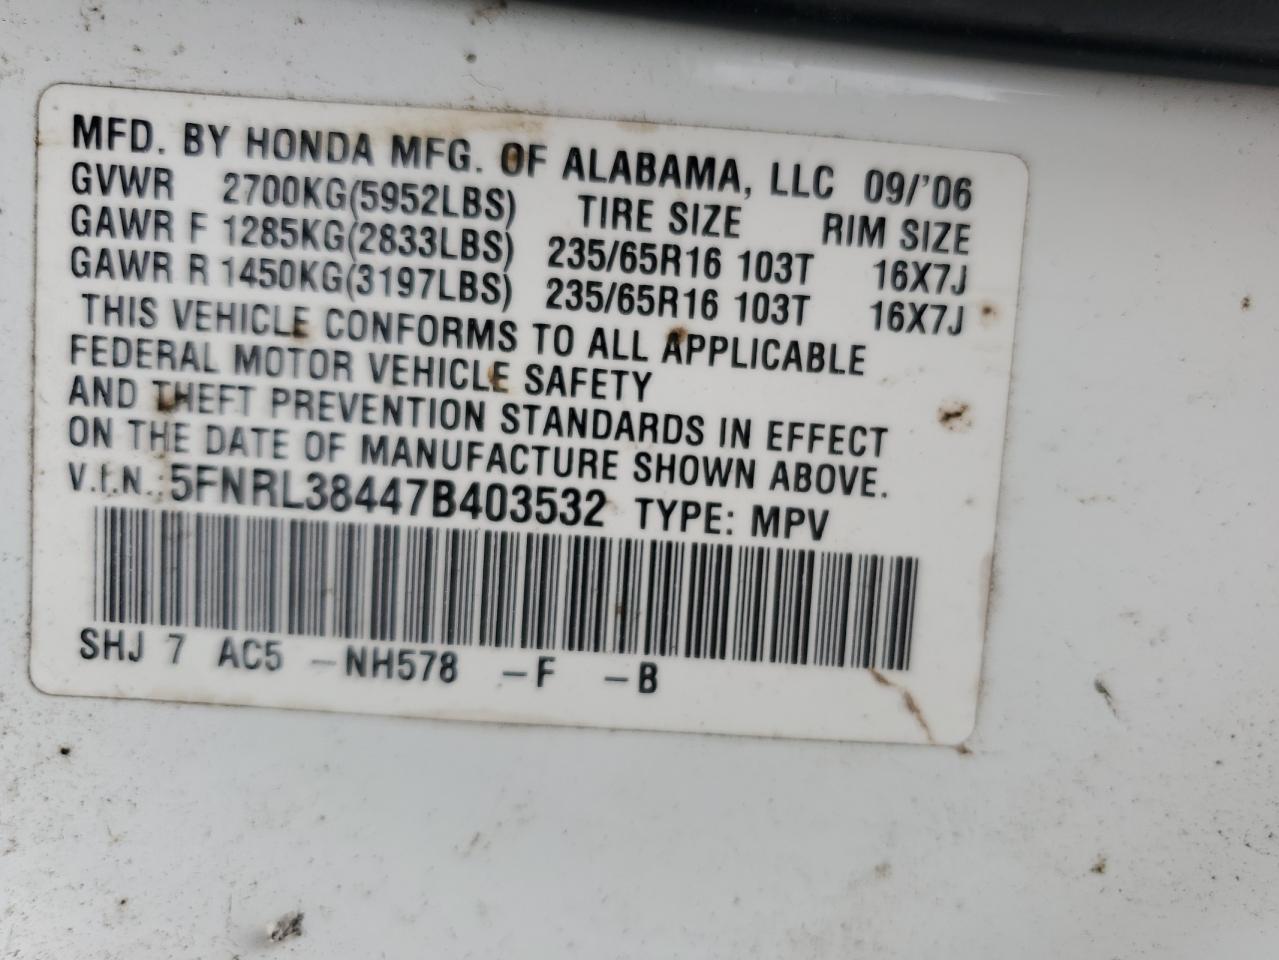 MFD. BY HONDA MFG. OF ALABAMA, LLC 09/'06
GVWR 2700KG(5952LBS) TIRE SIZE RIM SIZE
GAWR F 1285KG(2833LBS) 235/65R16 103T 16X7J
GAWR R 1450KG(3197LBS) 235/65R16 103T 16X7J
THIS VEHICLE CONFORMS TO ALL APPLICABLE
FEDERAL MOTOR VEHICLE SAFETY
AND THEFT PREVENTION STANDARDS IN EFFECT
ON THE DATE OF MANUFACTURE SHOWN ABOVE.
V.I.N.: 5FNRL38447B403532 TYPE: MPV
SHJ 7 AC5 -NH578 -F -B